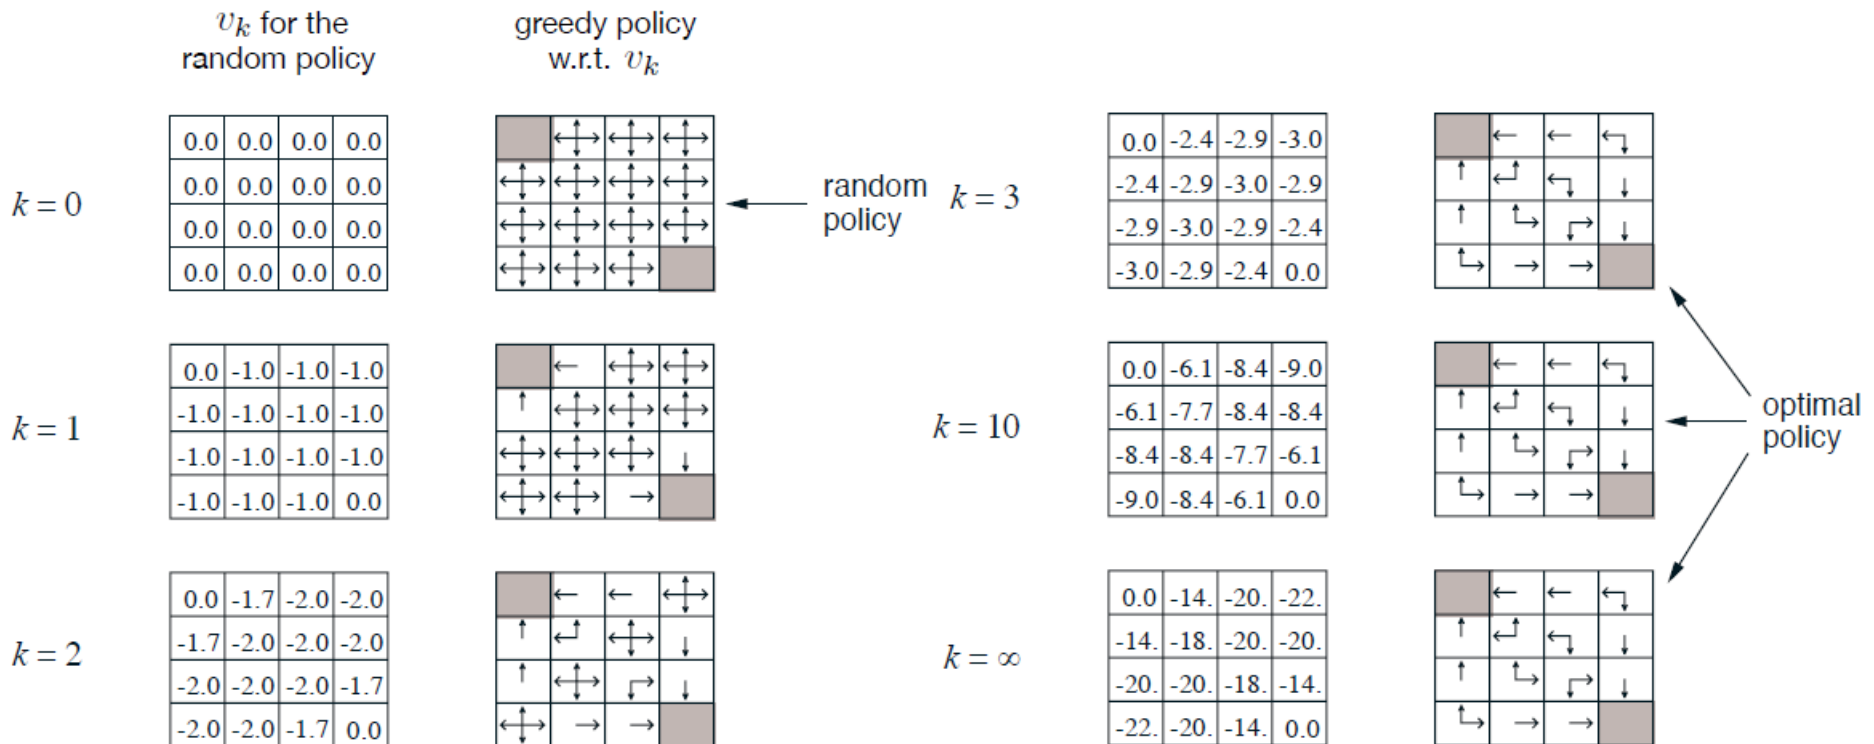 v_k for the
random policy
greedy policy
w.r.t. v_k
k = 0
0.0 0.0 0.0 0.0
0.0 0.0 0.0 0.0
0.0 0.0 0.0 0.0
0.0 0.0 0.0 0.0
random
policy
k = 1
0.0 -1.0 -1.0 -1.0
-1.0 -1.0 -1.0 -1.0
-1.0 -1.0 -1.0 -1.0
-1.0 -1.0 -1.0 0.0
k = 2
0.0 -1.7 -2.0 -2.0
-1.7 -2.0 -2.0 -2.0
-2.0 -2.0 -2.0 -1.7
-2.0 -2.0 -1.7 0.0
k = 3
0.0 -2.4 -2.9 -3.0
-2.4 -2.9 -3.0 -2.9
-2.9 -3.0 -2.9 -2.4
-3.0 -2.9 -2.4 0.0
k = 10
0.0 -6.1 -8.4 -9.0
-6.1 -7.7 -8.4 -8.4
-8.4 -8.4 -7.7 -6.1
-9.0 -8.4 -6.1 0.0
optimal
policy
k = ∞
0.0 -14. -20. -22.
-14. -18. -20. -20.
-20. -20. -18. -14.
-22. -20. -14. 0.0